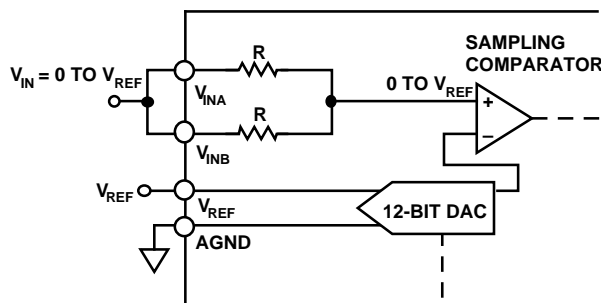 SAMPLING
COMPARATOR
R
V_IN = 0 TO V_REF
V_INA
0 TO V_REF
+
R
–
V_INB
V_REF
V_REF
12-BIT DAC
AGND